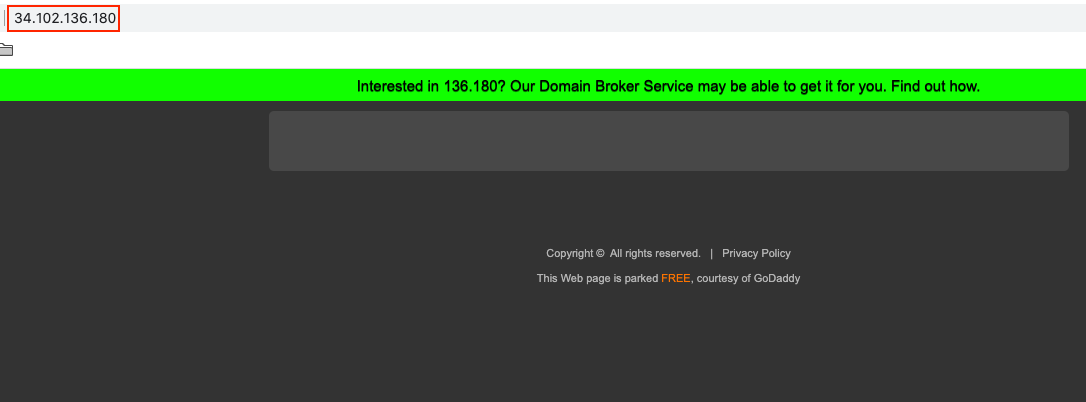 34.102.136.180
Interested in 136.180? Our Domain Broker Service may be able to get it for you. Find out how.
Copyright © All rights reserved. | Privacy Policy
This Web page is parked FREE, courtesy of GoDaddy